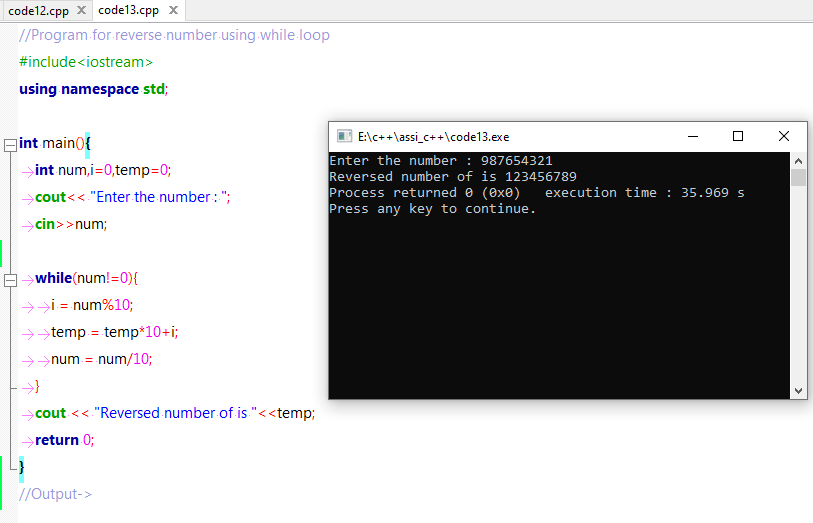 code12.cpp code13.cpp
//Program for reverse number using while loop
#include<iostream>
using namespace std;
int main(){
int num,i=0,temp=0;
cout<< "Enter the number : ";
cin>>num;
while(num!=0){
i = num%10;
temp = temp*10+i;
num = num/10;
}
cout << "Reversed number of is "<<temp;
return 0;
}
//Output->
E:\c++\assi_c++\code13.exe
Enter the number : 987654321
Reversed number of is 123456789
Process returned 0 (0x0)   execution time : 35.969 s
Press any key to continue.